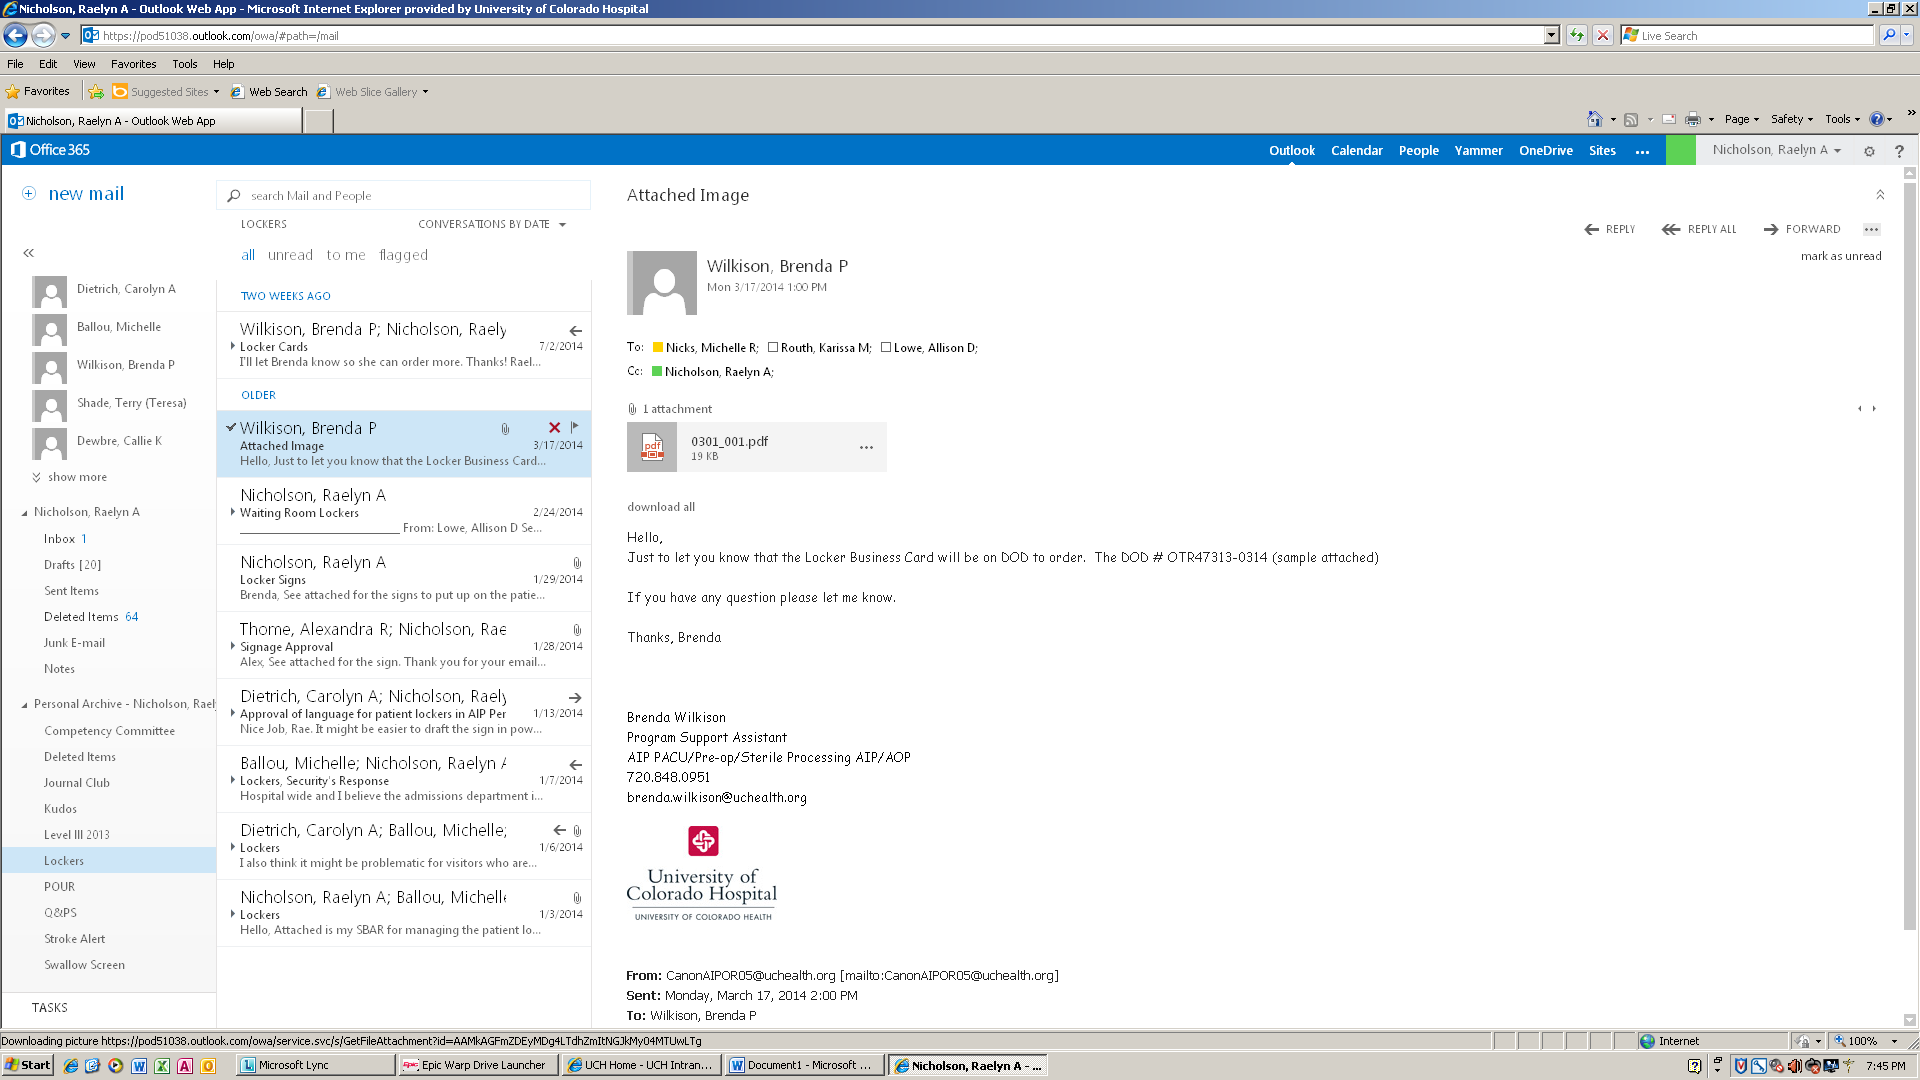 Nicholson, Raelyn A - Outlook Web App - Microsoft Internet Explorer provided by University of Colorado Hospital
https://pod51038.outlook.com/owa/#path=/mail
Live Search
File Edit View Favorites Tools Help
Favorites Suggested Sites Web Search Web Slice Gallery
Nicholson, Raelyn A - Outlook Web App
Page Safety Tools
Office 365
Outlook Calendar People Yammer OneDrive Sites ... Nicholson, Raelyn A ?
new mail
Dietrich, Carolyn A
Ballou, Michelle
Wilkison, Brenda P
Shade, Terry (Teresa)
Dewbre, Callie K
show more
Nicholson, Raelyn A
Inbox 1
Drafts [20]
Sent Items
Deleted Items 64
Junk E-mail
Notes
Personal Archive - Nicholson, Rael
Competency Committee
Deleted Items
Journal Club
Kudos
Level III 2013
Lockers
POUR
Q&PS
Stroke Alert
Swallow Screen
TASKS
search Mail and People
LOCKERS CONVERSATIONS BY DATE
all unread to me flagged
TWO WEEKS AGO
Wilkison, Brenda P; Nicholson, Raely
Locker Cards 7/2/2014
I'll let Brenda know so she can order more. Thanks! Rael...
OLDER
Wilkison, Brenda P
Attached Image 3/17/2014
Hello, Just to let you know that the Locker Business Card...
Nicholson, Raelyn A
Waiting Room Lockers 2/24/2014
________________________________ From: Lowe, Allison D Se...
Nicholson, Raelyn A
Locker Signs 1/29/2014
Brenda, See attached for the signs to put up on the patie...
Thorne, Alexandra R; Nicholson, Rae
Signage Approval 1/28/2014
Alex, See attached for the sign. Thank you for your email...
Dietrich, Carolyn A; Nicholson, Raely
Approval of language for patient lockers in AIP Per 1/13/2014
Nice Job, Rae. It might be easier to draft the sign in pow...
Ballou, Michelle; Nicholson, Raelyn A
Lockers, Security's Response 1/7/2014
Hospital wide and I believe the admissions department i...
Dietrich, Carolyn A; Ballou, Michelle;
Lockers 1/6/2014
I also think it might be problematic for visitors who are...
Nicholson, Raelyn A; Ballou, Michelle
Lockers 1/3/2014
Hello, Attached is my SBAR for managing the patient lo...
Attached Image
REPLY REPLY ALL FORWARD ...
mark as unread
Wilkison, Brenda P
Mon 3/17/2014 1:00 PM
To: Nicks, Michelle R; Routh, Karissa M; Lowe, Allison D;
Cc: Nicholson, Raelyn A;
1 attachment
pdf
0301_001.pdf ...
19 KB
download all
Hello,
Just to let you know that the Locker Business Card will be on DOD to order. The DOD # OTR47313-0314 (sample attached)
If you have any question please let me know.
Thanks, Brenda
Brenda Wilkison
Program Support Assistant
AIP PACU/Pre-op/Sterile Processing AIP/AOP
720.848.0951
brenda.wilkison@uchealth.org
University of
Colorado Hospital
UNIVERSITY OF COLORADO HEALTH
From: CanonAIPOR05@uchealth.org [mailto:CanonAIPOR05@uchealth.org]
Sent: Monday, March 17, 2014 2:00 PM
To: Wilkison, Brenda P
Downloading picture https://pod51038.outlook.com/owa/service.svc/s/GetFileAttachment?id=AAMkAGFmZDEyMDg4LTdhZmItNGJkMy04MTUwLTg
Internet 100%
Start Microsoft Lync Epic Warp Drive Launcher UCH Home - UCH Intran... Document1 - Microsoft ... Nicholson, Raelyn A - ... 7:45 PM